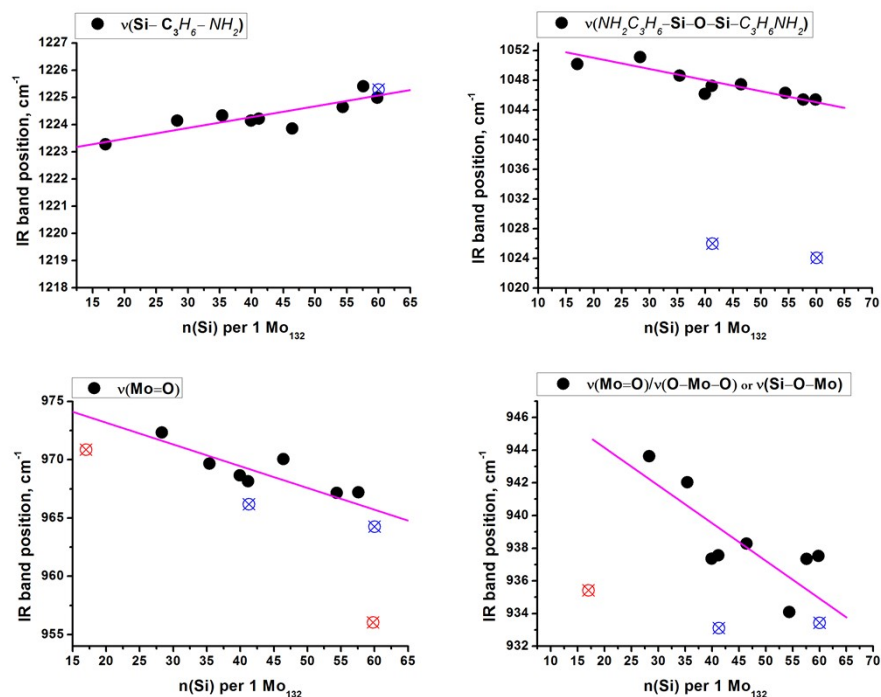 ν(Si– C3H6– NH2)
1227
1226
1225
1224
1223
1222
1221
1220
1219
1218
IR band position, cm-1
15 20 25 30 35 40 45 50 55 60 65
n(Si) per 1 Mo132
ν(NH2C3H6–Si–O–Si–C3H6NH2)
1052
1048
1044
1040
1036
1032
1028
1024
1020
IR band position, cm-1
10 15 20 25 30 35 40 45 50 55 60 65 70
n(Si) per 1 Mo132
ν(Mo=O)
975
970
965
960
955
IR band position, cm-1
15 20 25 30 35 40 45 50 55 60 65
n(Si) per 1 Mo132
ν(Mo=O)/ν(O–Mo–O) or ν(Si–O–Mo)
946
944
942
940
938
936
934
932
IR band position, cm-1
10 20 30 40 50 60 70
n(Si) per 1 Mo132